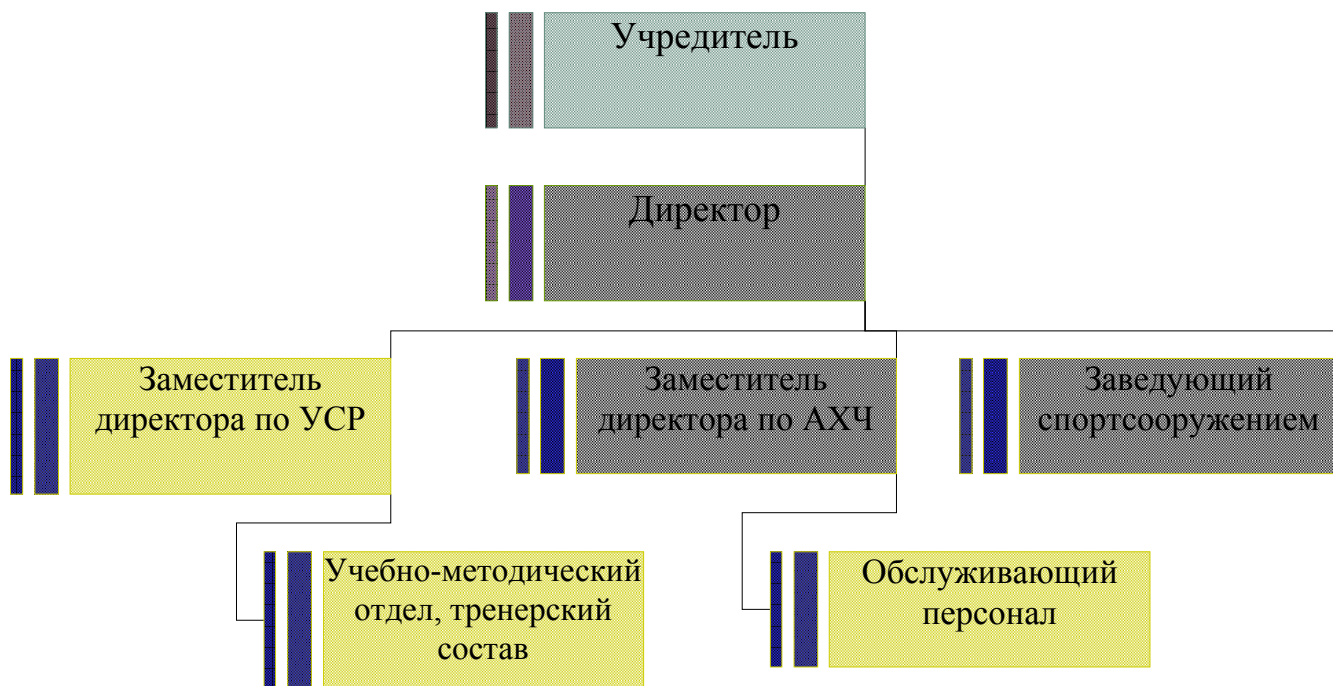 Учредитель
Директор
Заместитель
директора по УСР
Заместитель
директора по АХЧ
Заведующий
спортсооружением
Учебно-методический
отдел, тренерский
состав
Обслуживающий
персонал